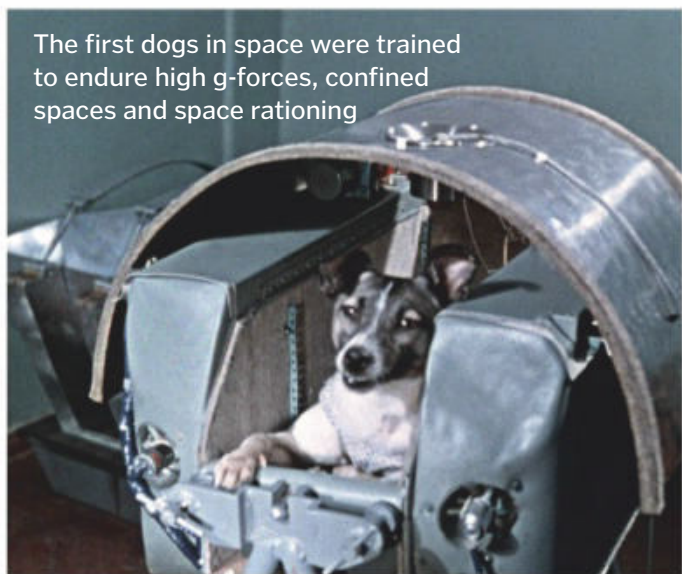 The first dogs in space were trained
to endure high g-forces, confined
spaces and space rationing